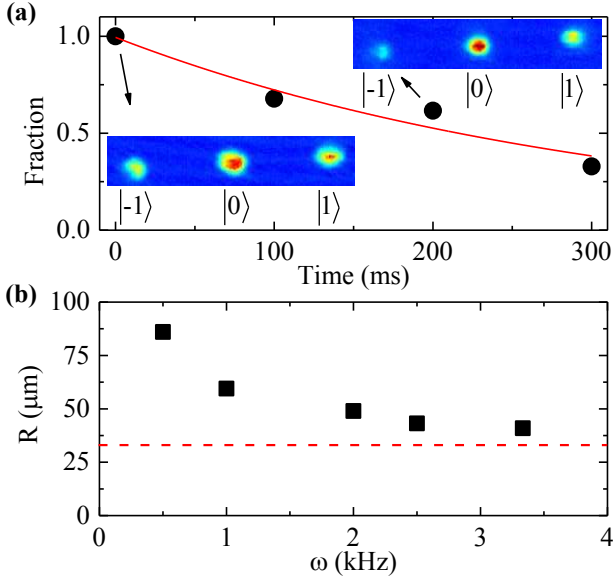 (a)
1.0
0.5
0.0
Fraction
|-1⟩ |0⟩ |1⟩
|-1⟩ |0⟩ |1⟩
0 100 200 300
Time (ms)
(b)
100
75
50
25
0
R (μm)
0 1 2 3 4
ω (kHz)